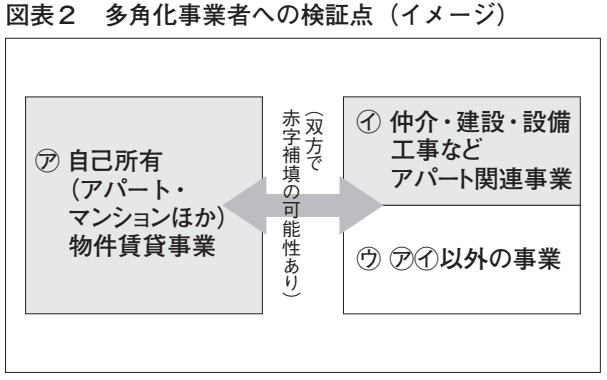 図表2 多角化事業者への検証点（イメージ）
㋐ 自己所有
（アパート・
マンションほか）
物件賃貸事業
（双方で
赤字補填の可能性あり）
㋑ 仲介・建設・設備
工事など
アパート関連事業
㋒ ㋐㋑以外の事業